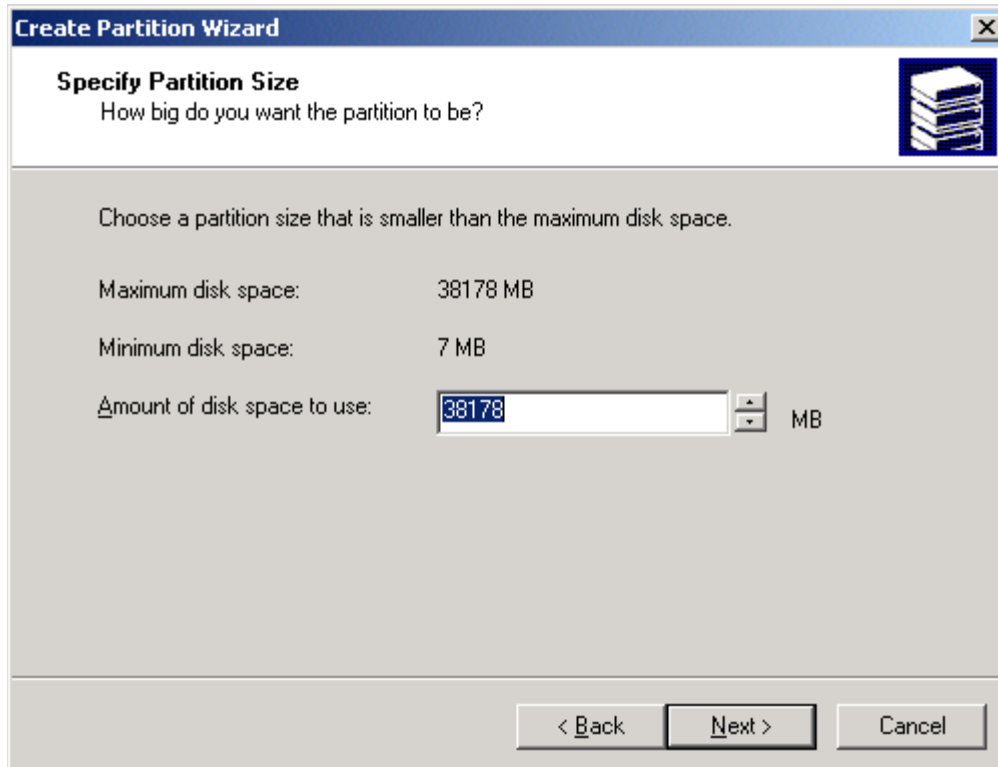 Create Partition Wizard
Specify Partition Size
How big do you want the partition to be?
Choose a partition size that is smaller than the maximum disk space.
Maximum disk space: 38178 MB
Minimum disk space: 7 MB
Amount of disk space to use: 38178 MB
< Back Next > Cancel